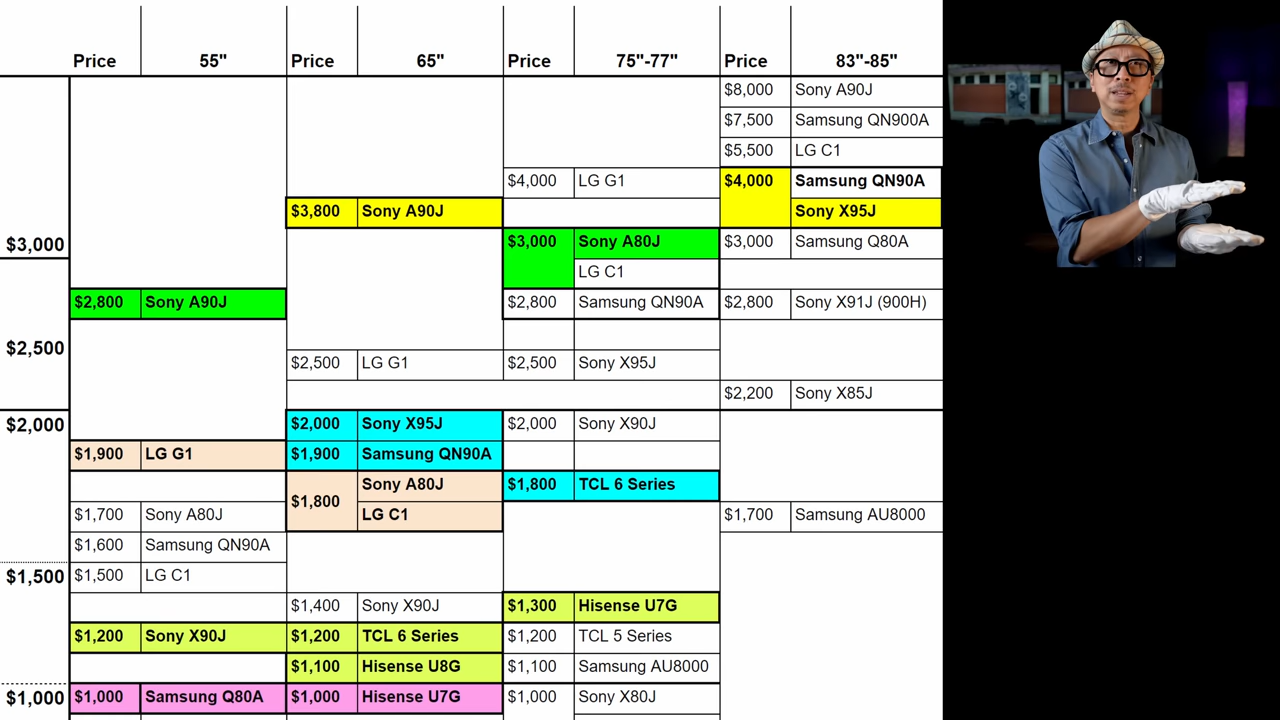 Price 55" Price 65" Price 75"-77" Price 83"-85"
$8,000 Sony A90J
$7,500 Samsung QN900A
$5,500 LG C1
$4,000 LG G1 $4,000 Samsung QN90A
$3,800 Sony A90J Sony X95J
$3,000 $3,000 Sony A80J $3,000 Samsung Q80A
LG C1
$2,800 Sony A90J $2,800 Samsung QN90A $2,800 Sony X91J (900H)
$2,500 $2,500 LG G1 $2,500 Sony X95J
$2,200 Sony X85J
$2,000 $2,000 Sony X95J $2,000 Sony X90J
$1,900 LG G1 $1,900 Samsung QN90A
$1,800 Sony A80J $1,800 TCL 6 Series
$1,700 Sony A80J LG C1 $1,700 Samsung AU8000
$1,600 Samsung QN90A
$1,500 $1,500 LG C1
$1,400 Sony X90J $1,300 Hisense U7G
$1,200 Sony X90J $1,200 TCL 6 Series $1,200 TCL 5 Series
$1,100 Hisense U8G $1,100 Samsung AU8000
$1,000 $1,000 Samsung Q80A $1,000 Hisense U7G $1,000 Sony X80J